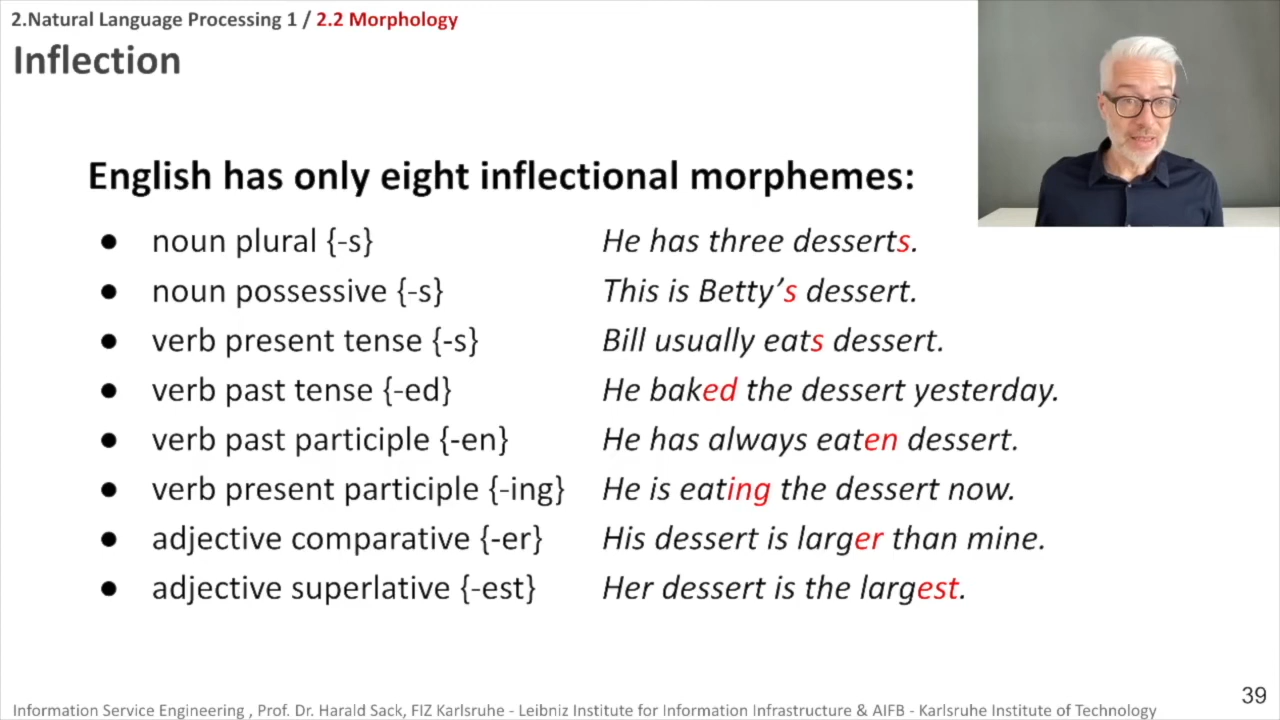 2.Natural Language Processing 1 / 2.2 Morphology
Inflection
English has only eight inflectional morphemes:
● noun plural {-s} He has three desserts.
● noun possessive {-s} This is Betty’s dessert.
● verb present tense {-s} Bill usually eats dessert.
● verb past tense {-ed} He baked the dessert yesterday.
● verb past participle {-en} He has always eaten dessert.
● verb present participle {-ing} He is eating the dessert now.
● adjective comparative {-er} His dessert is larger than mine.
● adjective superlative {-est} Her dessert is the largest.
39
Information Service Engineering , Prof. Dr. Harald Sack, FIZ Karlsruhe - Leibniz Institute for Information Infrastructure & AIFB - Karlsruhe Institute of Technology